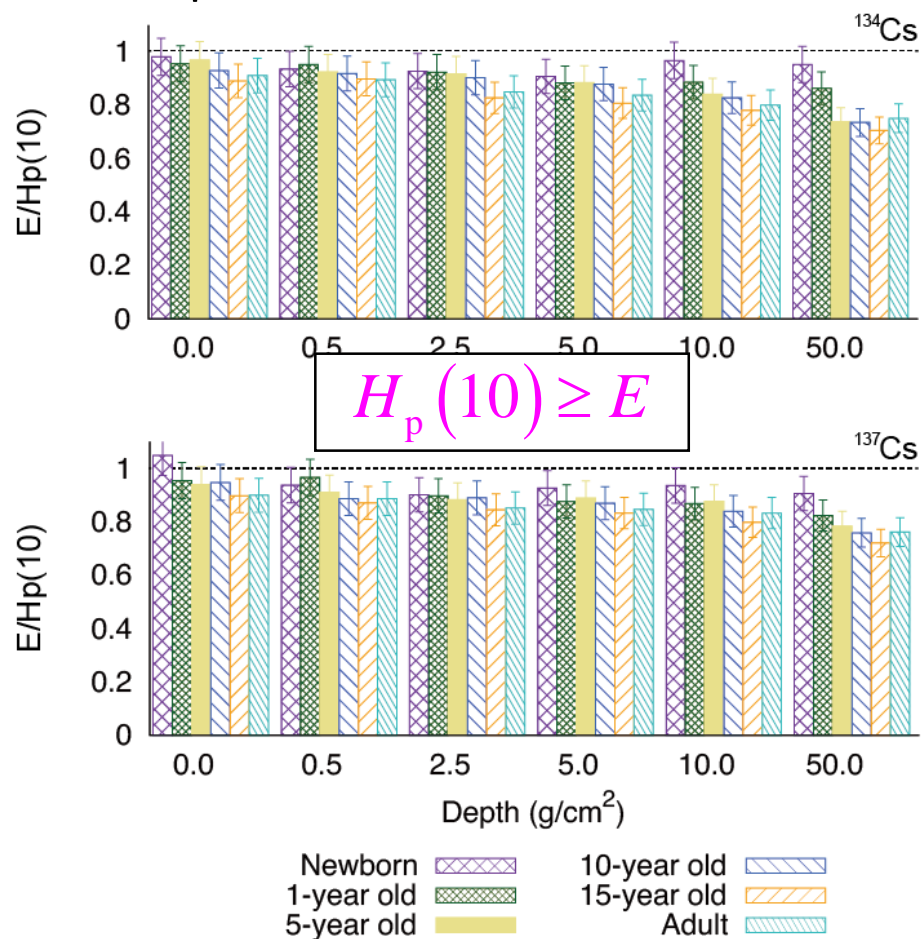 ¹³⁴Cs
1
0.8
0.6
0.4
0.2
0
E/Hp(10)
0.0 0.5 2.5 5.0 10.0 50.0
Hₚ(10) ≥ E
¹³⁷Cs
1
0.8
0.6
0.4
0.2
0
E/Hp(10)
0.0 0.5 2.5 5.0 10.0 50.0
Depth (g/cm²)
Newborn 10-year old
1-year old 15-year old
5-year old Adult